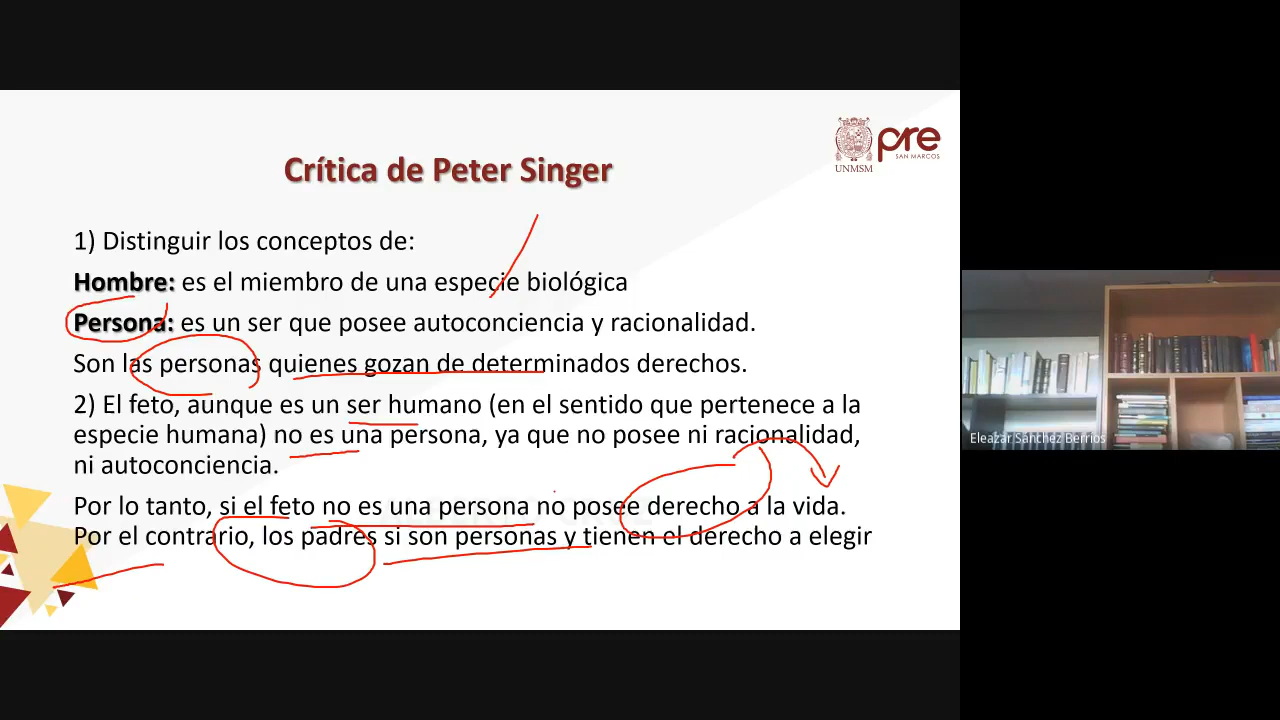 UNMSM
pre
SAN MARCOS
Crítica de Peter Singer
1) Distinguir los conceptos de:
Hombre: es el miembro de una especie biológica
Persona: es un ser que posee autoconciencia y racionalidad.
Son las personas quienes gozan de determinados derechos.
2) El feto, aunque es un ser humano (en el sentido que pertenece a la
especie humana) no es una persona, ya que no posee ni racionalidad,
ni autoconciencia.
Por lo tanto, si el feto no es una persona no posee derecho a la vida.
Por el contrario, los padres si son personas y tienen el derecho a elegir
Eleazar Sánchez Berrios